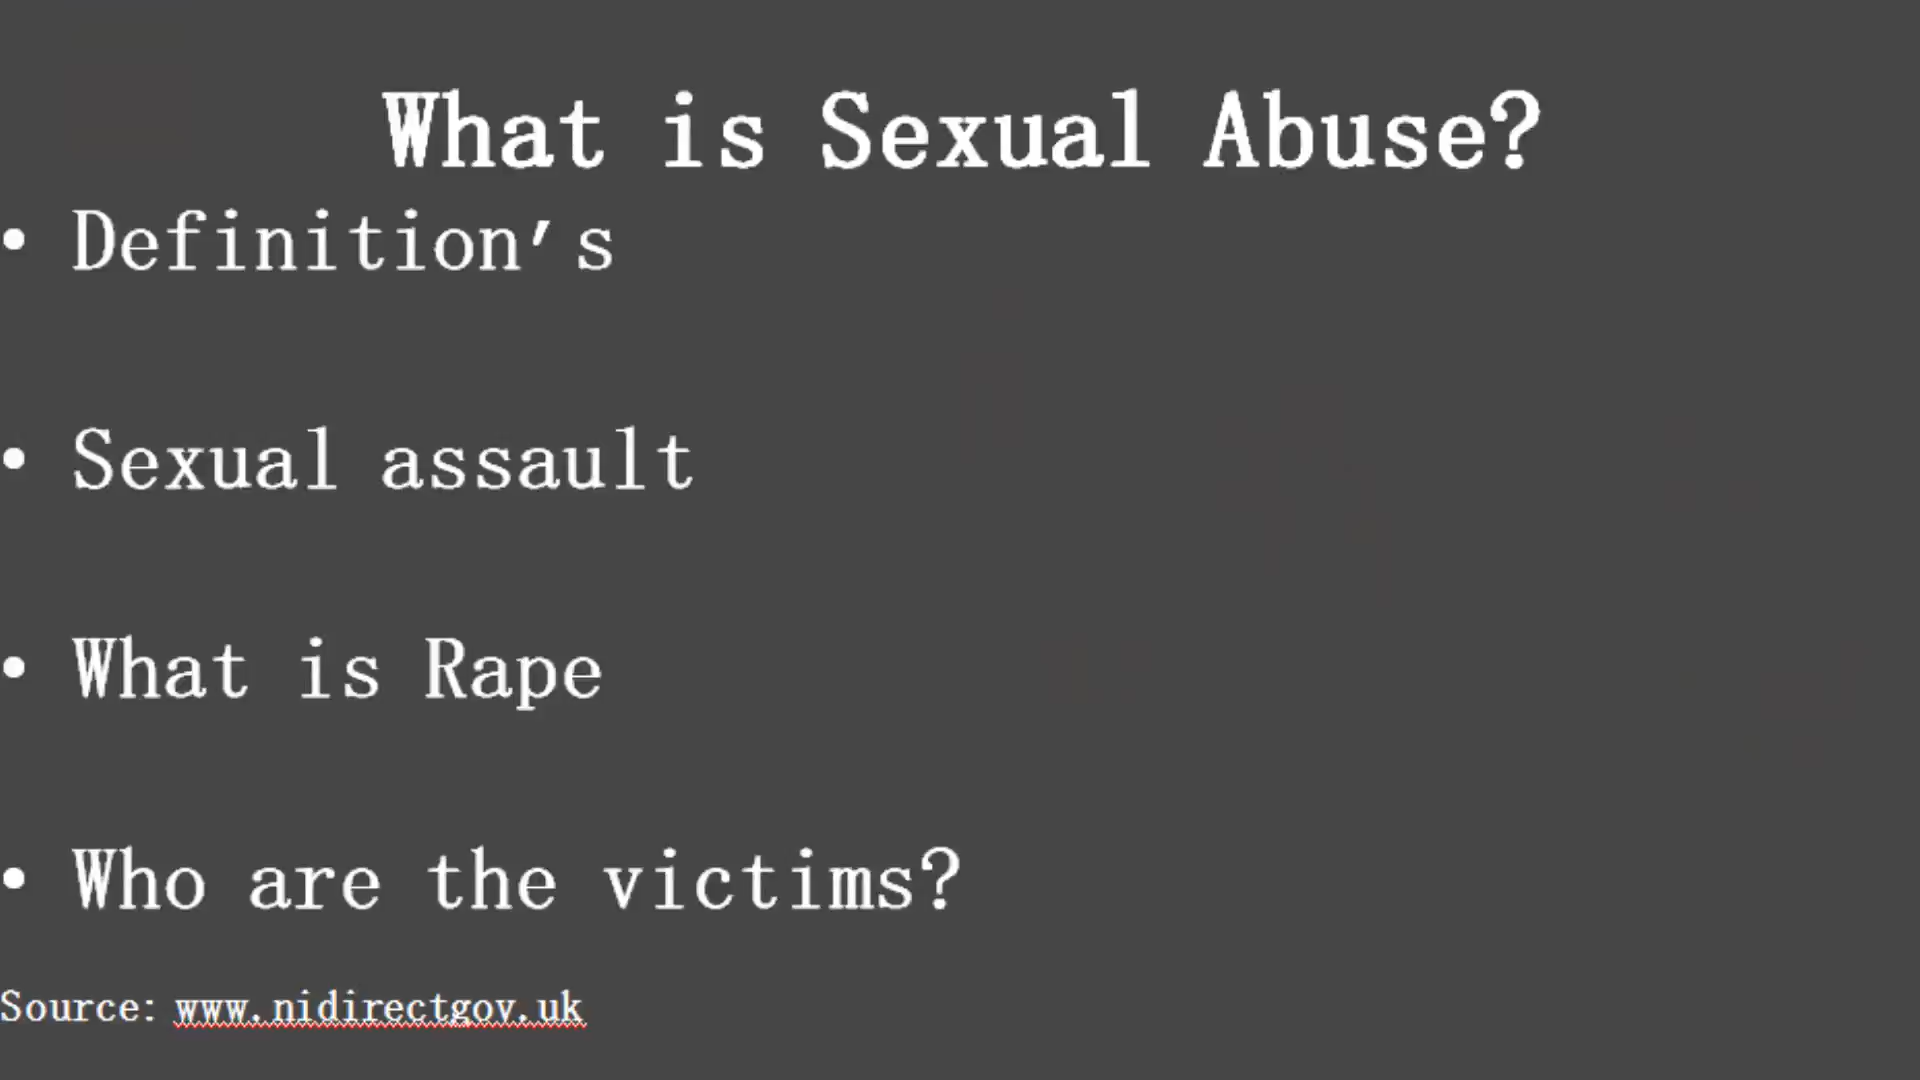 What is Sexual Abuse?
• Definition's
• Sexual assault
• What is Rape
• Who are the victims?
Source: www.nidirectgov.uk